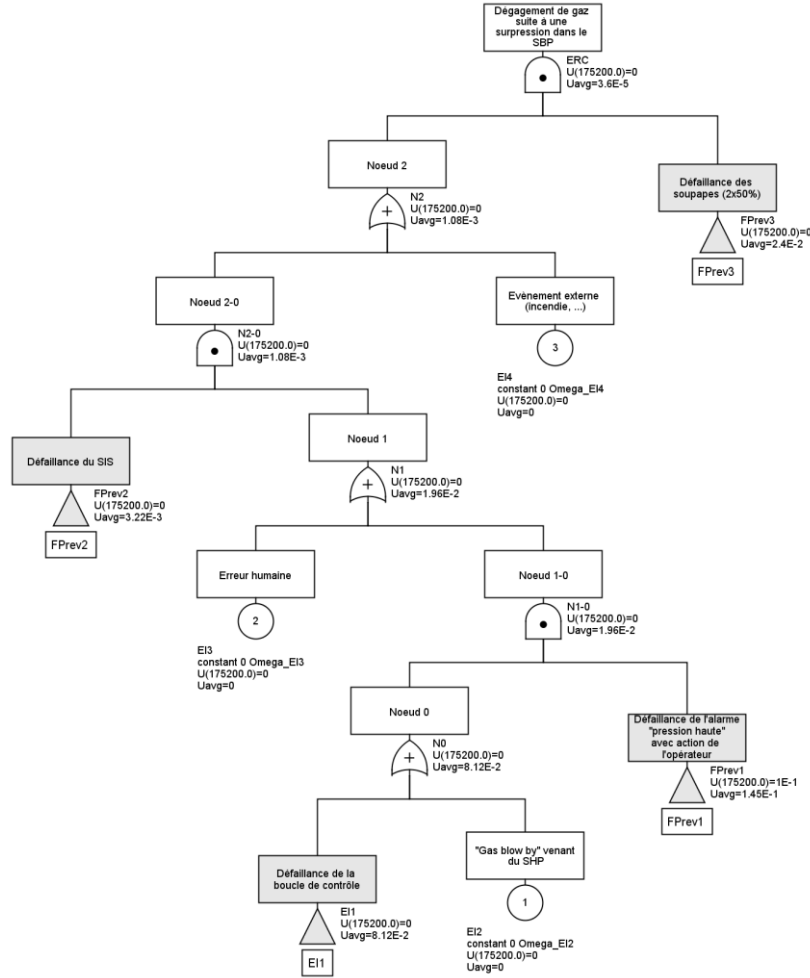 Dégagement de gaz
suite à une
surpression dans le
SBP
ERC
U(175200.0)=0
Uavg=3.6E-5
Noeud 2
N2
U(175200.0)=0
Uavg=1.08E-3
Défaillance des
soupapes (2x50%)
FPrev3
U(175200.0)=0
Uavg=2.4E-2
FPrev3
Noeud 2-0
N2-0
U(175200.0)=0
Uavg=1.08E-3
Evènement externe
(incendie, ...)
3
EI4
constant 0 Omega_EI4
U(175200.0)=0
Uavg=0
Défaillance du SIS
FPrev2
U(175200.0)=0
Uavg=3.22E-3
FPrev2
Noeud 1
N1
U(175200.0)=0
Uavg=1.96E-2
Erreur humaine
2
EI3
constant 0 Omega_EI3
U(175200.0)=0
Uavg=0
Noeud 1-0
N1-0
U(175200.0)=0
Uavg=1.96E-2
Noeud 0
N0
U(175200.0)=0
Uavg=8.12E-2
Défaillance de l'alarme
"pression haute"
avec action de
l'opérateur
FPrev1
U(175200.0)=1E-1
Uavg=1.45E-1
FPrev1
Défaillance de la
boucle de contrôle
EI1
U(175200.0)=0
Uavg=8.12E-2
EI1
"Gas blow by" venant
du SHP
1
EI2
constant 0 Omega_EI2
U(175200.0)=0
Uavg=0